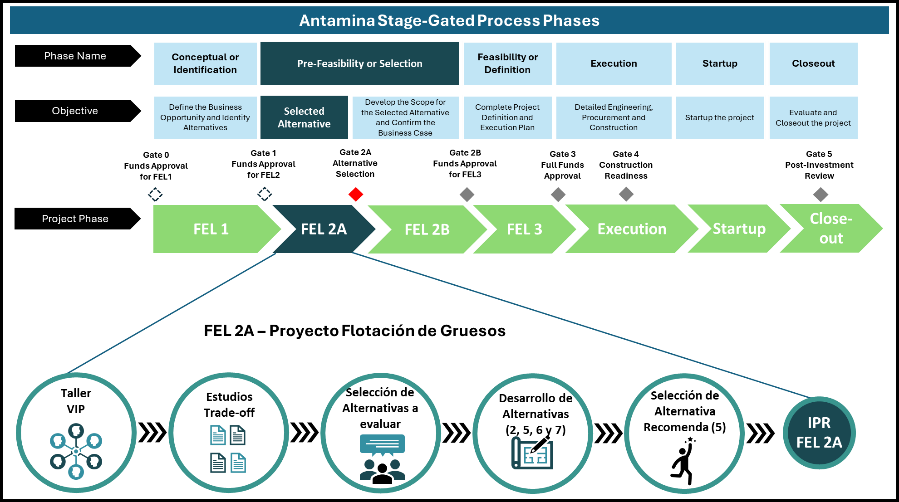 Antamina Stage-Gated Process Phases
Phase Name
Conceptual or
Identification
Pre-Feasibility or Selection
Feasibility or
Definition
Execution
Startup
Closeout
Objective
Define the Business
Opportunity and Identity
Alternatives
Selected
Alternative
Develop the Scope for
the Selected Alternative
and Confirm the
Business Case
Complete Project
Definition and
Execution Plan
Detailed Engineering,
Procurement and
Construction
Startup the project
Evaluate and
Closeout the project
Gate 0
Funds Approval
for FEL1
Gate 1
Funds Approval
for FEL2
Gate 2A
Alternative
Selection
Gate 2B
Funds Approval
for FEL3
Gate 3
Full Funds
Approval
Gate 4
Construction
Readiness
Gate 5
Post-Investment
Review
Project Phase
FEL 1
FEL 2A
FEL 2B
FEL 3
Execution
Startup
Close-
out
FEL 2A – Proyecto Flotación de Gruesos
Taller
VIP
Estudios
Trade-off
Selección de
Alternativas a
evaluar
Desarrollo de
Alternativas
(2, 5, 6 y 7)
Selección de
Alternativa
Recomenda (5)
IPR
FEL 2A